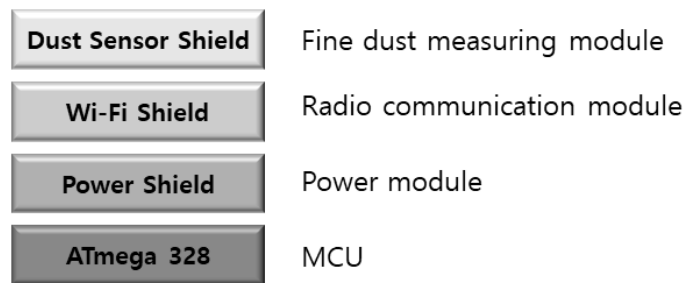 Dust Sensor Shield Fine dust measuring module
Wi-Fi Shield Radio communication module
Power Shield Power module
ATmega 328 MCU